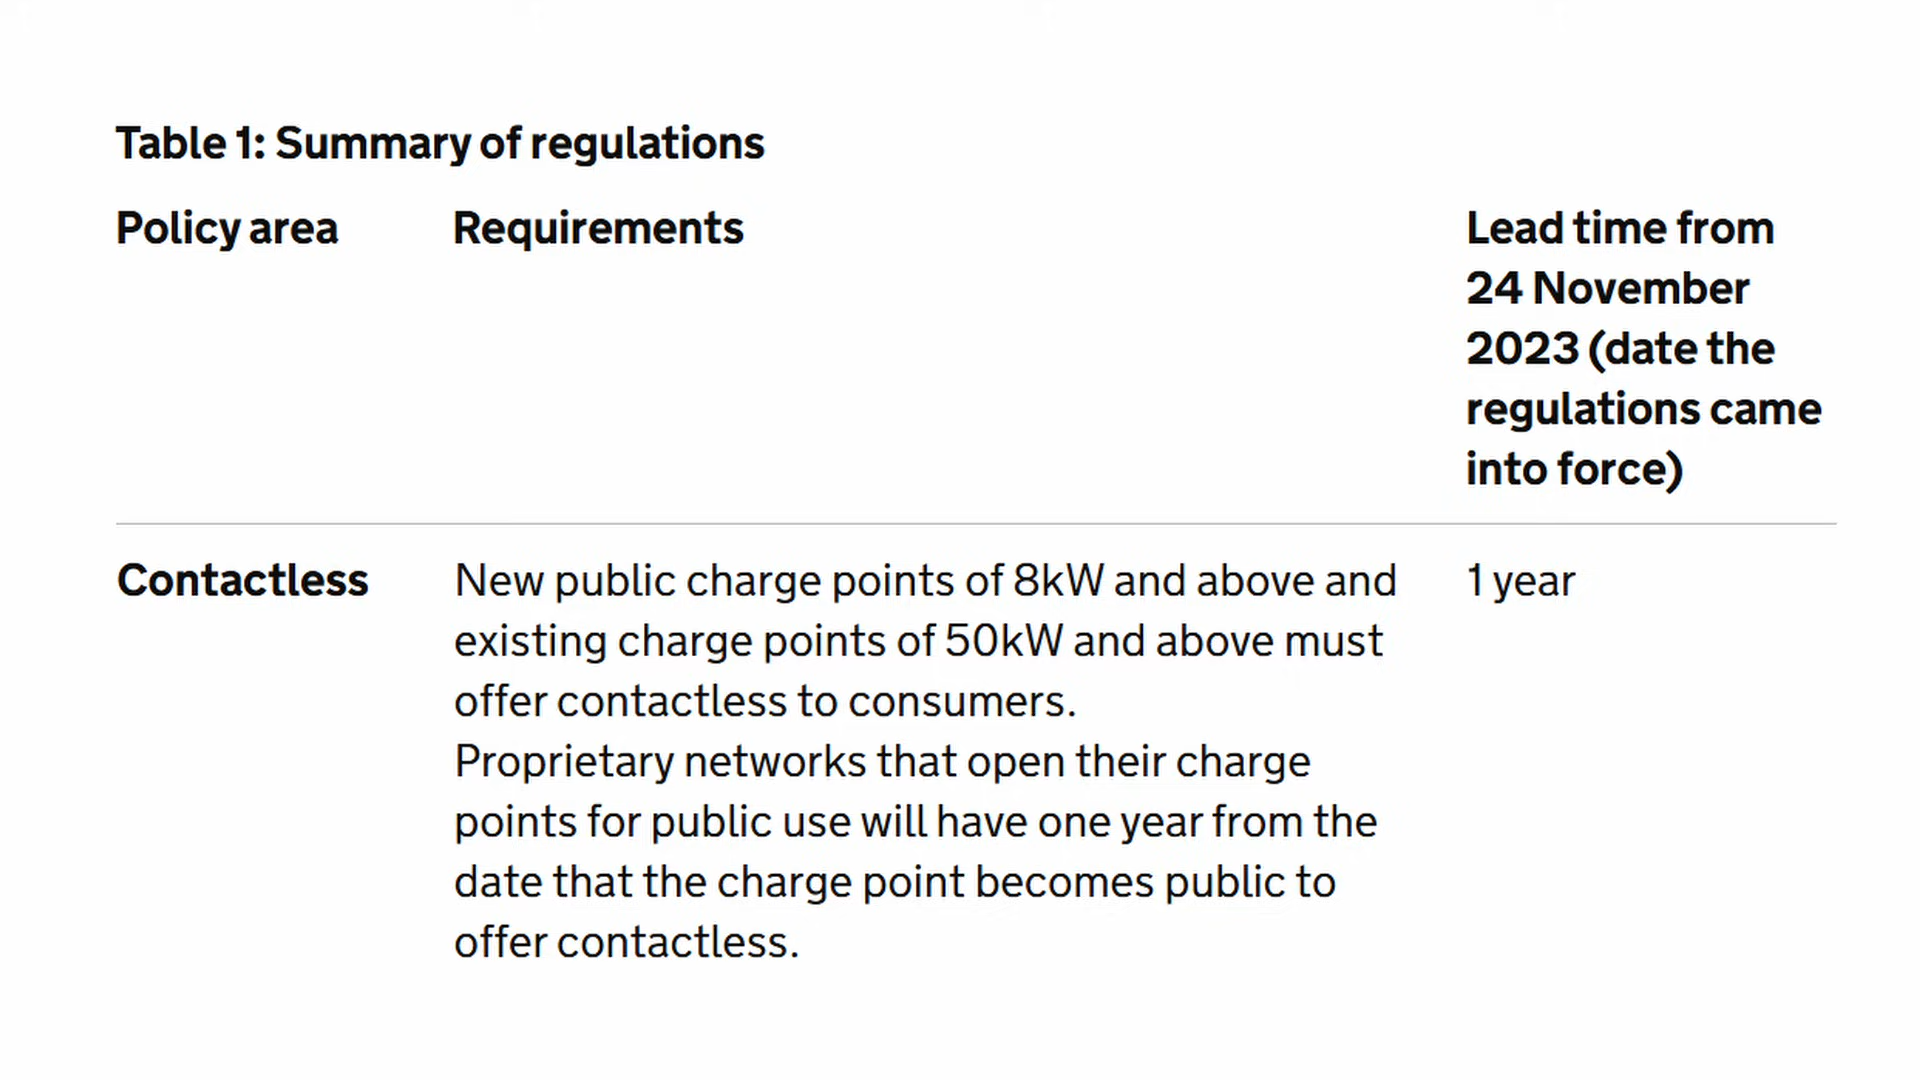 Table 1: Summary of regulations
Policy area
Requirements
Lead time from
24 November
2023 (date the
regulations came
into force)
Contactless
New public charge points of 8kW and above and
existing charge points of 50kW and above must
offer contactless to consumers.
Proprietary networks that open their charge
points for public use will have one year from the
date that the charge point becomes public to
offer contactless.
1 year